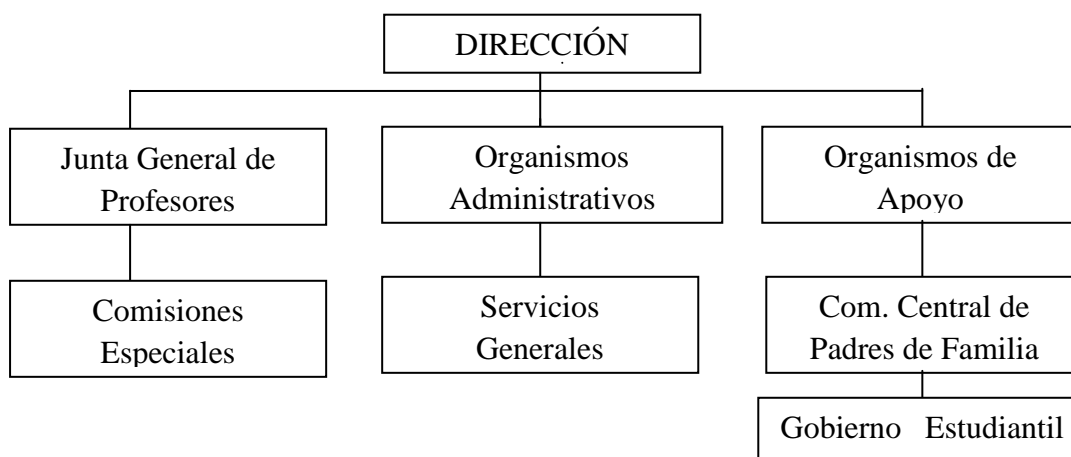 DIRECCIÓN
Junta General de
Profesores
Organismos
Administrativos
Organismos de
Apoyo
Comisiones
Especiales
Servicios
Generales
Com. Central de
Padres de Familia
Gobierno Estudiantil